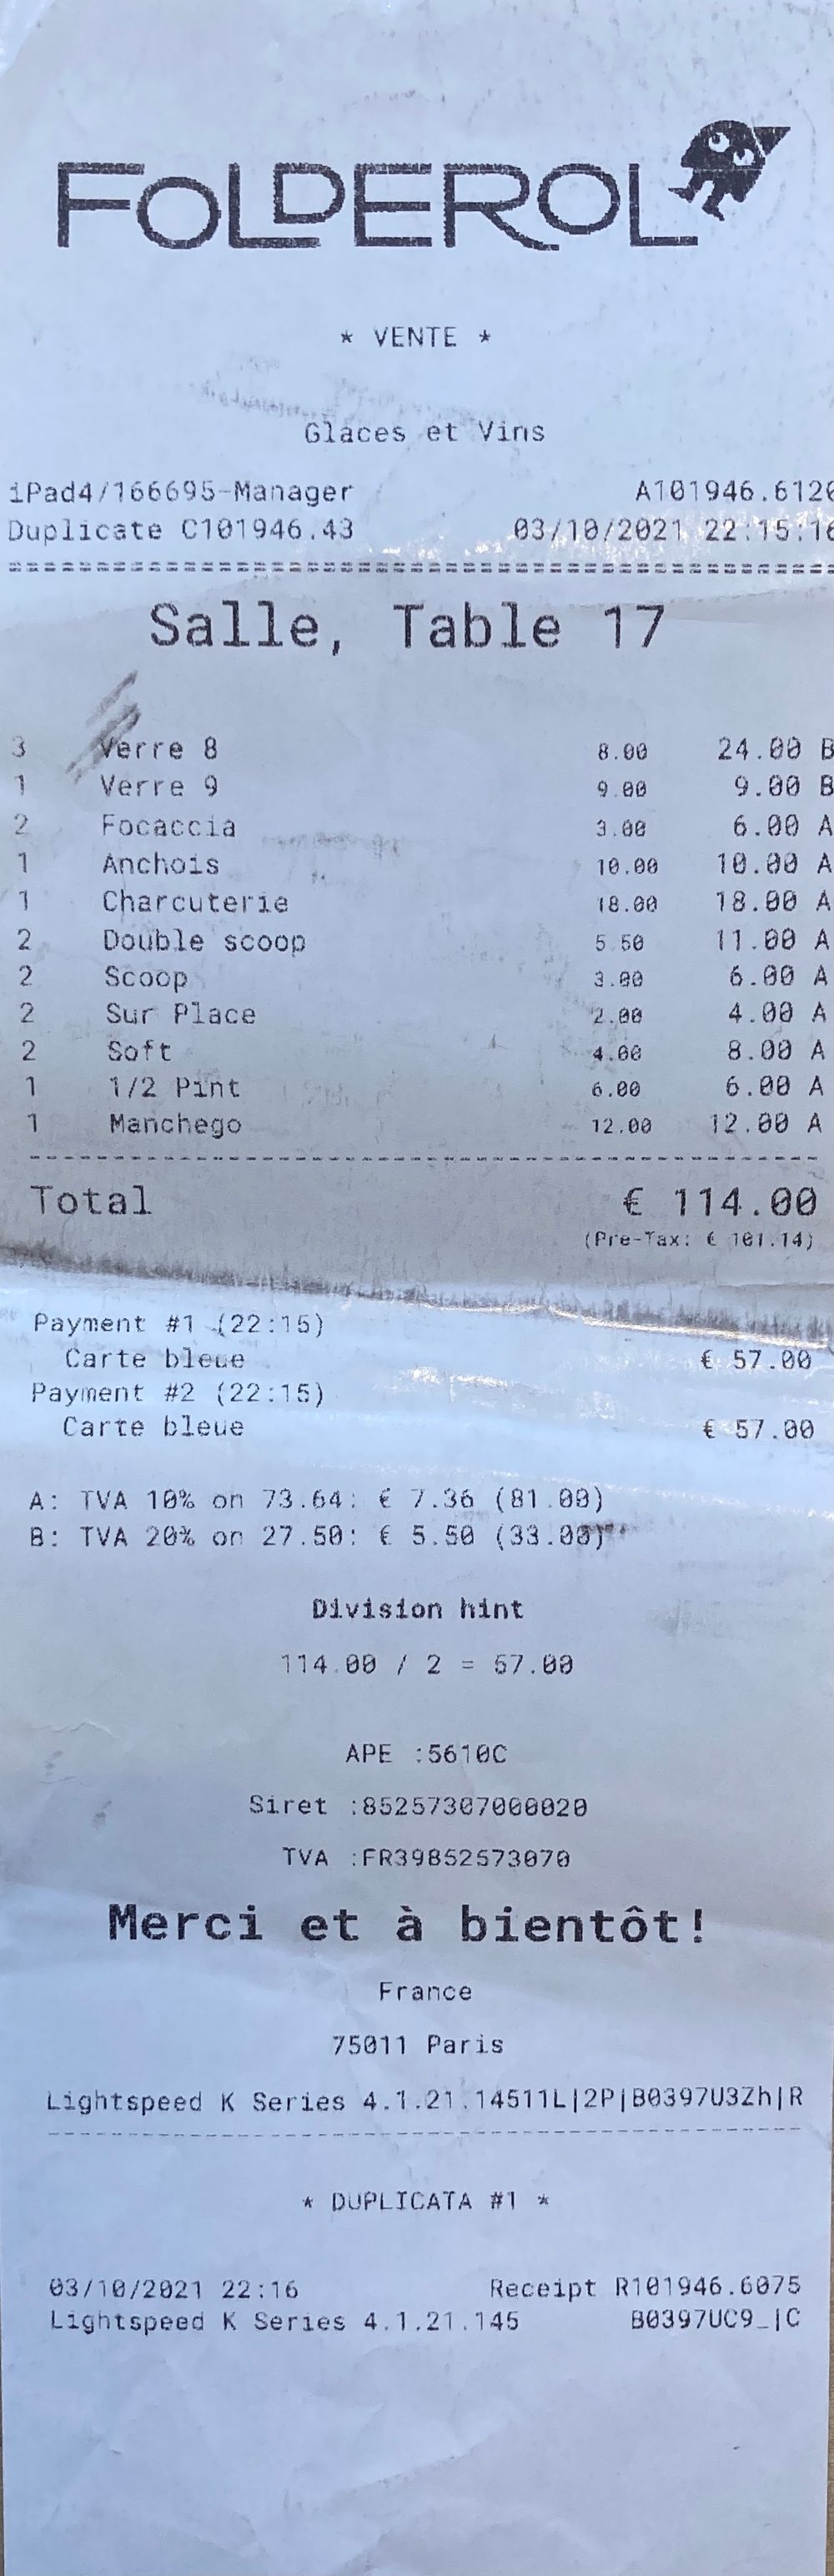 FOLDEROL
* VENTE *
Glaces et Vins
iPad4/166695-Manager A101946.6120
Duplicate C101946.43 03/10/2021 22:15:16
Salle, Table 17
3 Verre 8 8.00 24.00 B
1 Verre 9 9.00 9.00 B
2 Focaccia 3.00 6.00 A
1 Anchois 10.00 10.00 A
1 Charcuterie 18.00 18.00 A
2 Double scoop 5.50 11.00 A
2 Scoop 3.00 6.00 A
2 Sur Place 2.00 4.00 A
2 Soft 4.00 8.00 A
1 1/2 Pint 6.00 6.00 A
1 Manchego 12.00 12.00 A
Total € 114.00
(Pre-Tax: € 101.14)
Payment #1 (22:15)
Carte bleue € 57.00
Payment #2 (22:15)
Carte bleue € 57.00
A: TVA 10% on 73.64: € 7.36 (81.00)
B: TVA 20% on 27.50: € 5.50 (33.00)
Division hint
114.00 / 2 = 57.00
APE :5610C
Siret :85257307000020
TVA :FR39852573070
Merci et à bientôt!
France
75011 Paris
Lightspeed K Series 4.1.21.14511L|2P|B0397U3Zh|R
* DUPLICATA #1 *
03/10/2021 22:16 Receipt R101946.6075
Lightspeed K Series 4.1.21.145 B0397UC9_|C